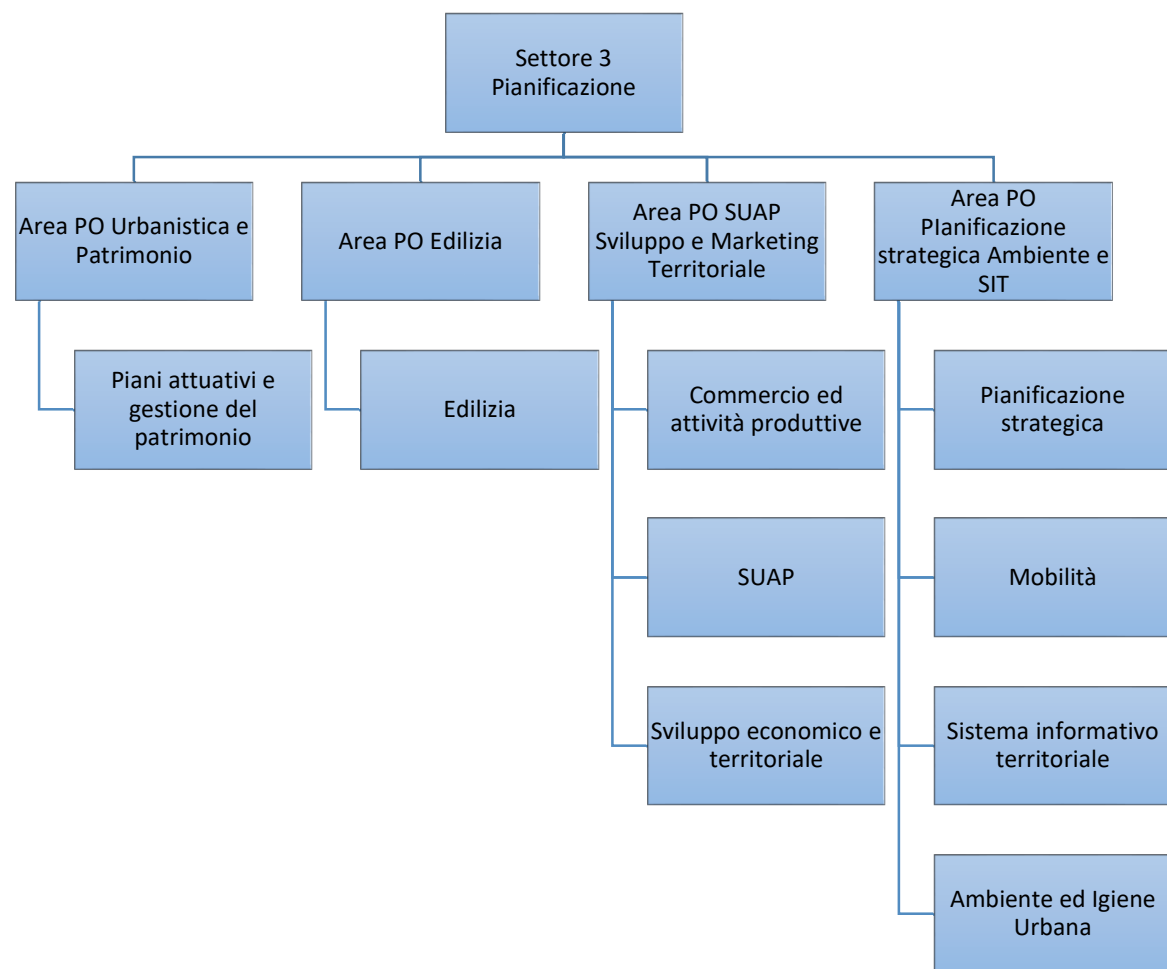 Settore 3
Pianificazione
Area PO Urbanistica e
Patrimonio
Area PO Edilizia
Area PO SUAP
Sviluppo e Marketing
Territoriale
Area PO
PIanificazione
strategica Ambiente e
SIT
Piani attuativi e
gestione del
patrimonio
Edilizia
Commercio ed
attività produttive
Pianificazione
strategica
SUAP
Mobilità
Sviluppo economico e
territoriale
Sistema informativo
territoriale
Ambiente ed Igiene
Urbana